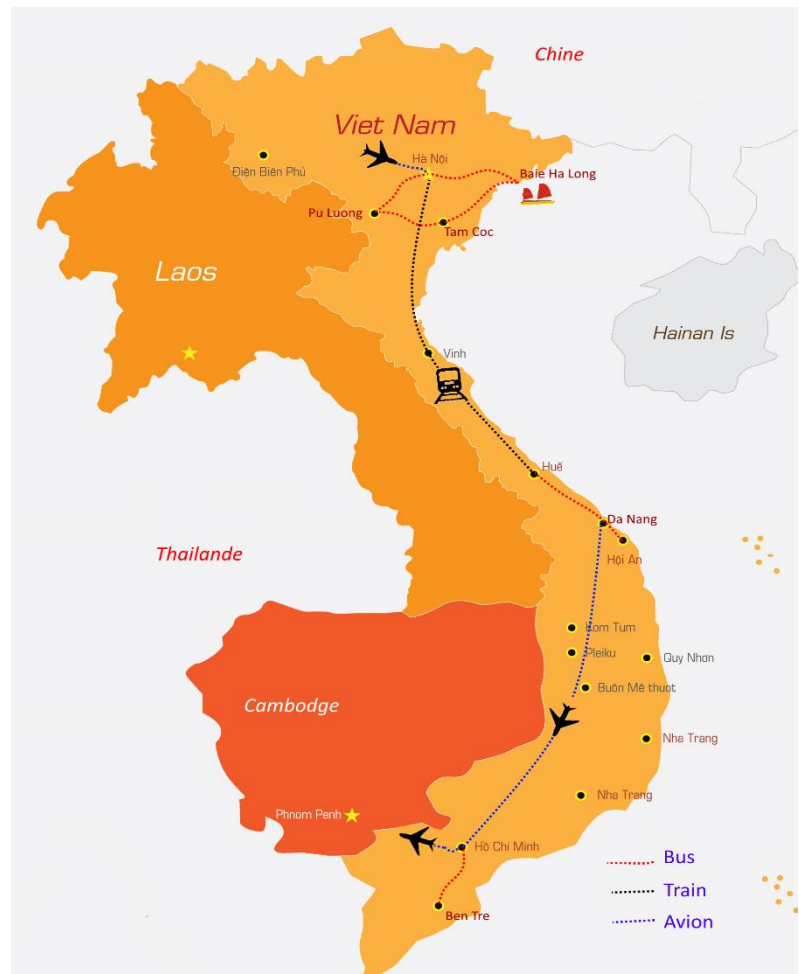 Chine
Viet Nam
Hà Nội
Điện Biên Phủ
Baie Ha Long
Pu Luong
Tam Coc
Laos
Hainan Is
Vinh
Huế
Da Nang
Thailande
Hội An
Kom Tum
Pleiku
Quy Nhơn
Buôn Mê thuot
Cambodge
Nha Trang
Nha Trang
Phnom Penh
Hồ Chí Minh
Bus
Train
Ben Tre
Avion